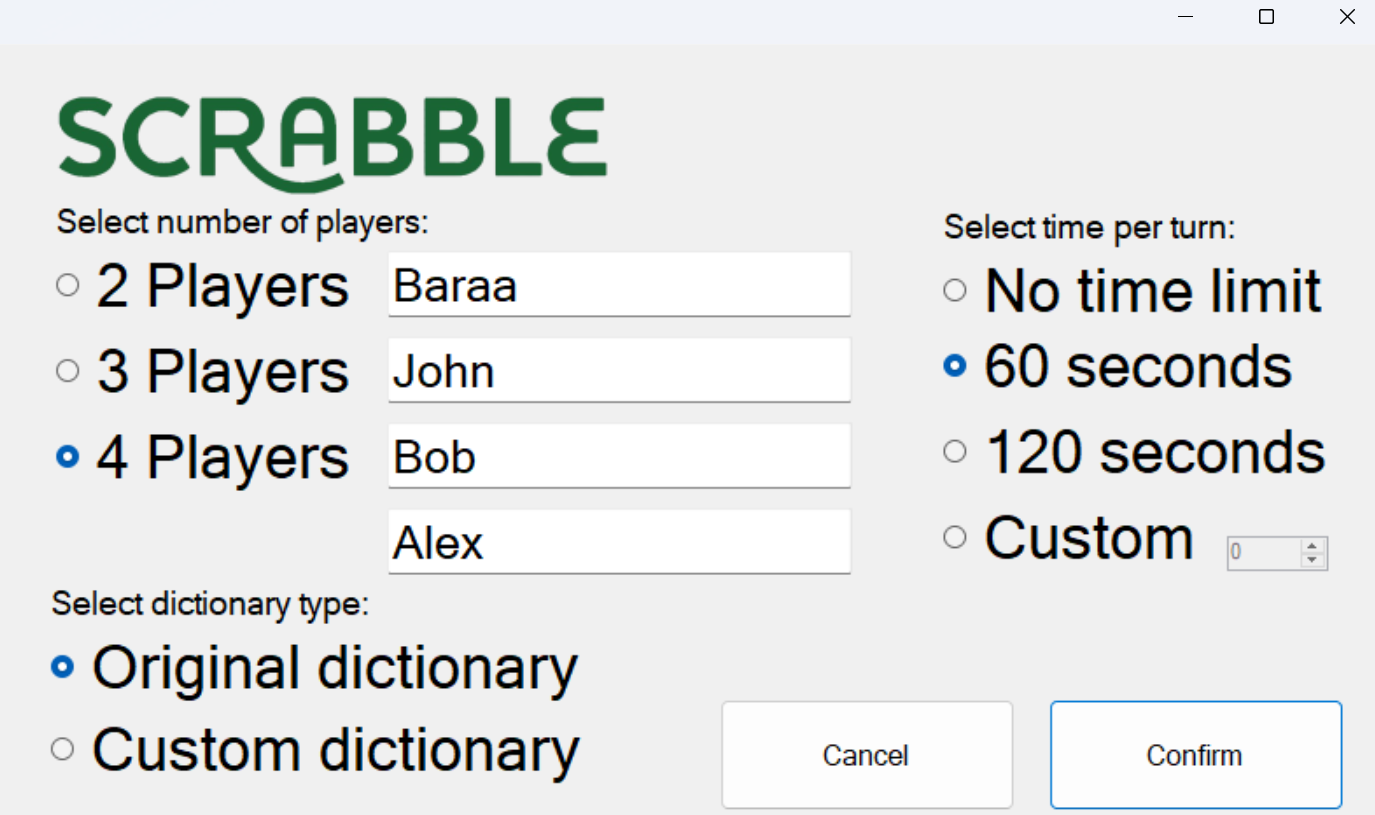 SCRABBLE
Select number of players:
2 Players
Baraa
3 Players
John
4 Players
Bob
Alex
Select time per turn:
No time limit
60 seconds
120 seconds
Custom
0
Select dictionary type:
Original dictionary
Custom dictionary
Cancel
Confirm